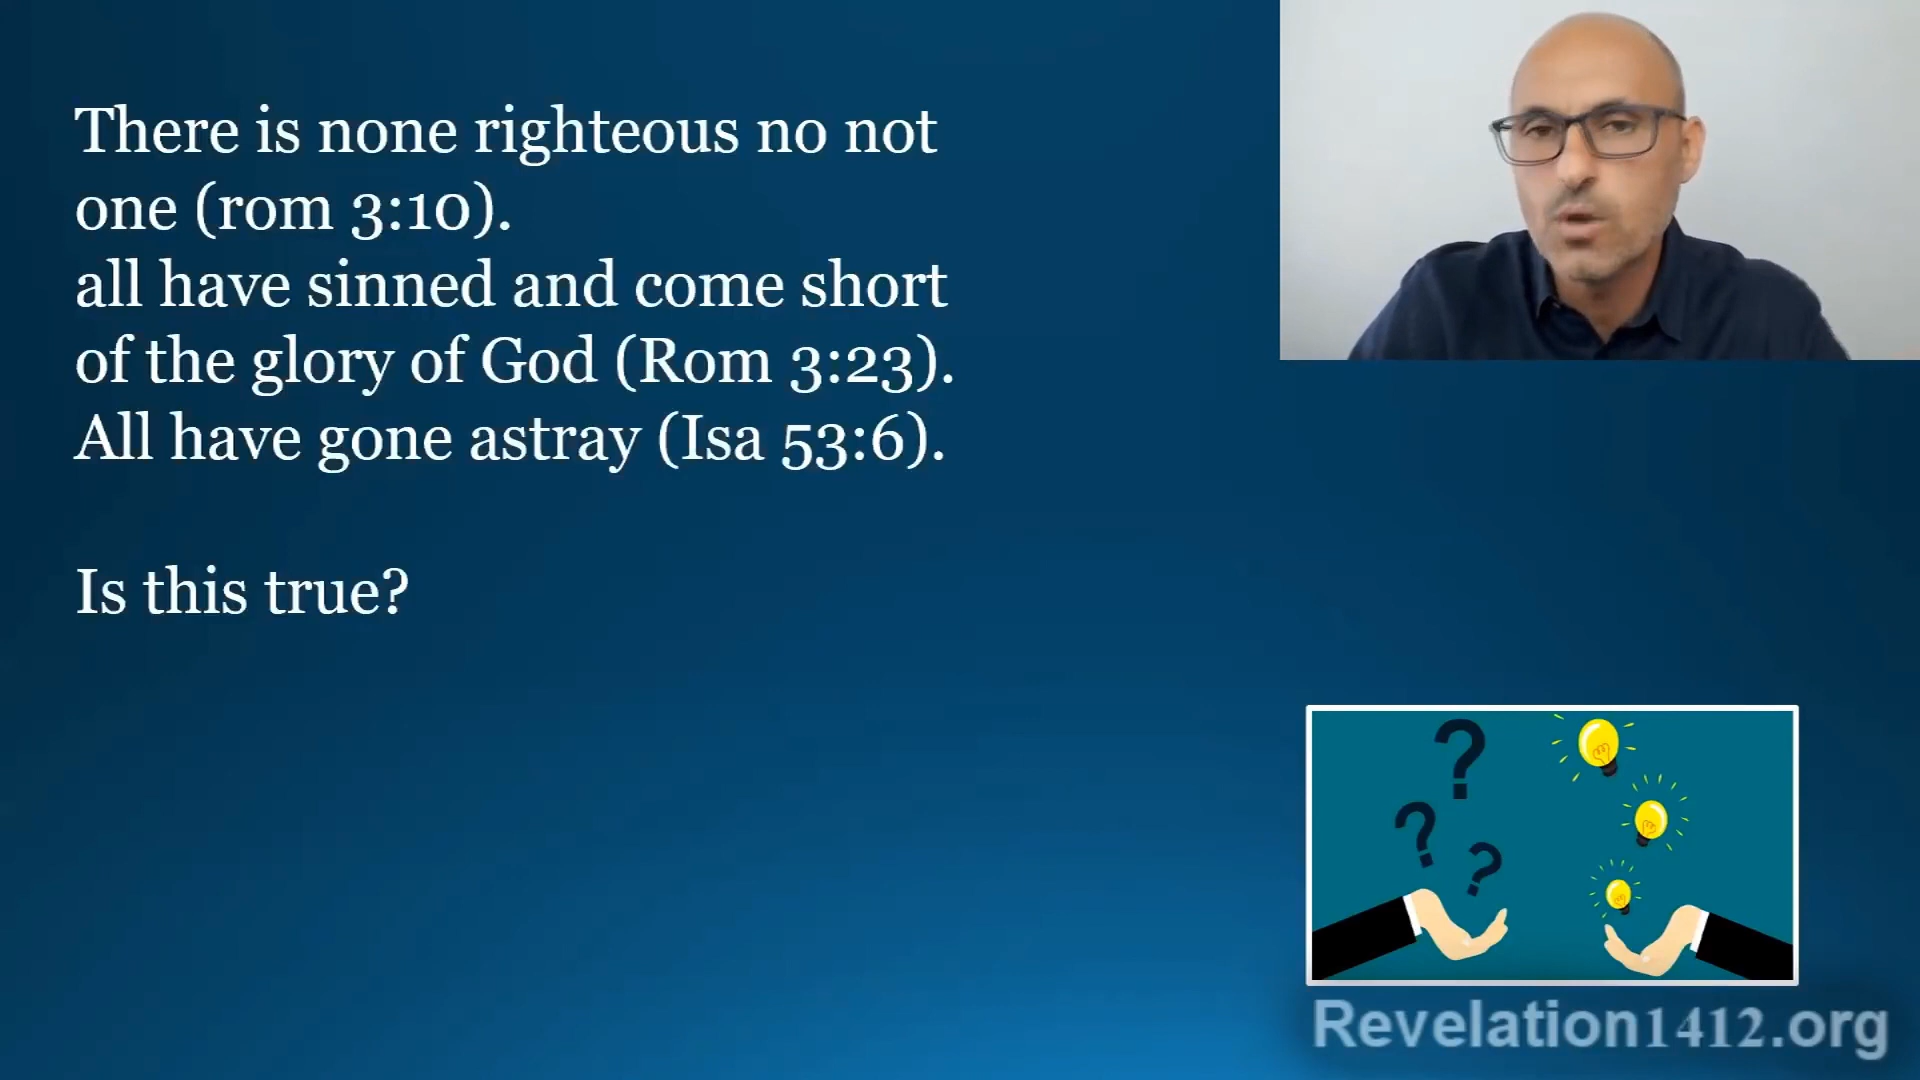 There is none righteous no not
one (rom 3:10).
all have sinned and come short
of the glory of God (Rom 3:23).
All have gone astray (Isa 53:6).
Is this true?
? 
?
?
Revelation1412.org